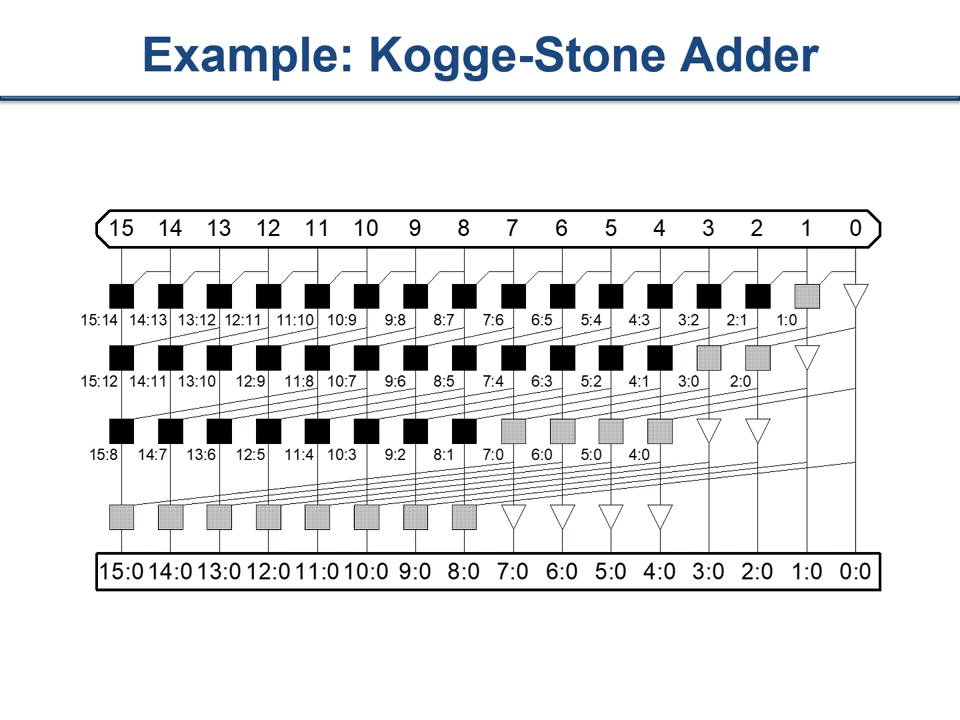 Example: Kogge-Stone Adder
15 14 13 12 11 10 9 8 7 6 5 4 3 2 1 0
15:14 14:13 13:12 12:11 11:10 10:9 9:8 8:7 7:6 6:5 5:4 4:3 3:2 2:1 1:0
15:12 14:11 13:10 12:9 11:8 10:7 9:6 8:5 7:4 6:3 5:2 4:1 3:0 2:0
15:8 14:7 13:6 12:5 11:4 10:3 9:2 8:1 7:0 6:0 5:0 4:0
15:0 14:0 13:0 12:0 11:0 10:0 9:0 8:0 7:0 6:0 5:0 4:0 3:0 2:0 1:0 0:0